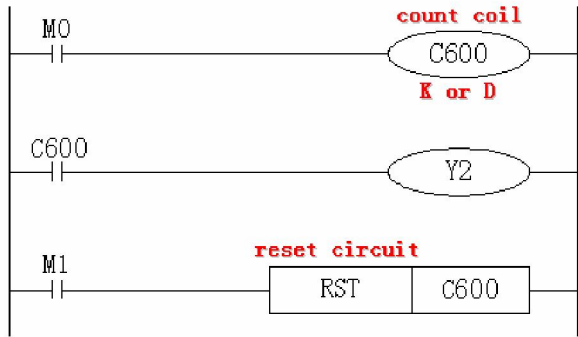 count coil
M0
C600
K or D
C600
Y2
reset circuit
M1
RST C600